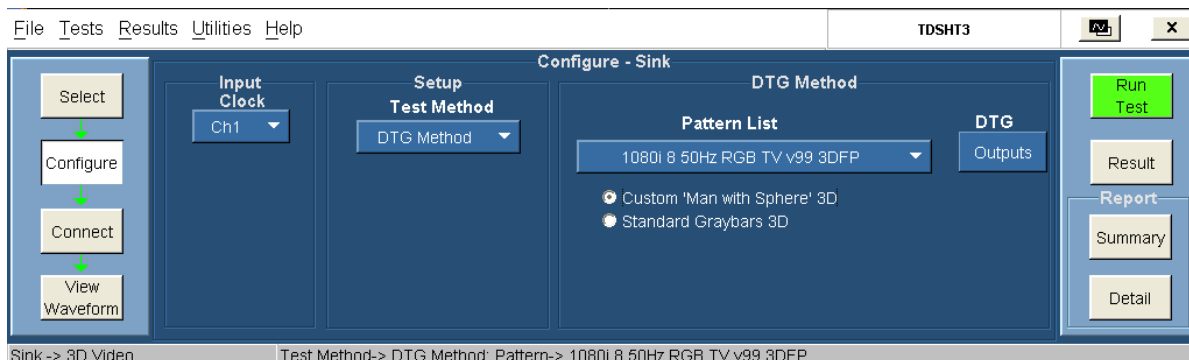 File Tests Results Utilities Help
TDSHT3
x
Configure - Sink
Select
Configure
Connect
View
Waveform
Input
Clock
Ch1
Setup
Test Method
DTG Method
DTG Method
Pattern List
1080i 8 50Hz RGB TV v99 3DFP
Custom 'Man with Sphere' 3D
Standard Graybars 3D
DTG
Outputs
Run
Test
Result
Report
Summary
Detail
Sink -> 3D Video
Test Method-> DTG Method; Pattern-> 1080i 8 50Hz RGB TV v99 3DFP